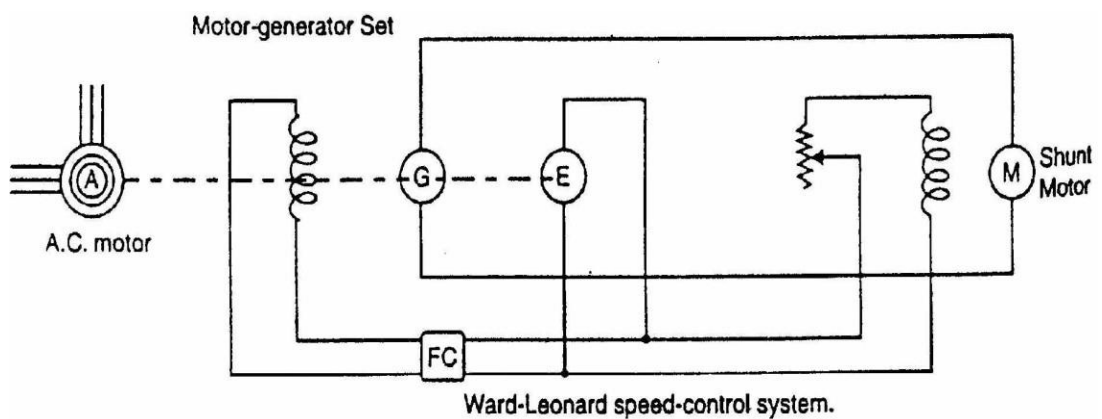 Motor-generator Set
A
G
E
M
Shunt
Motor
A.C. motor
FC
Ward-Leonard speed-control system.